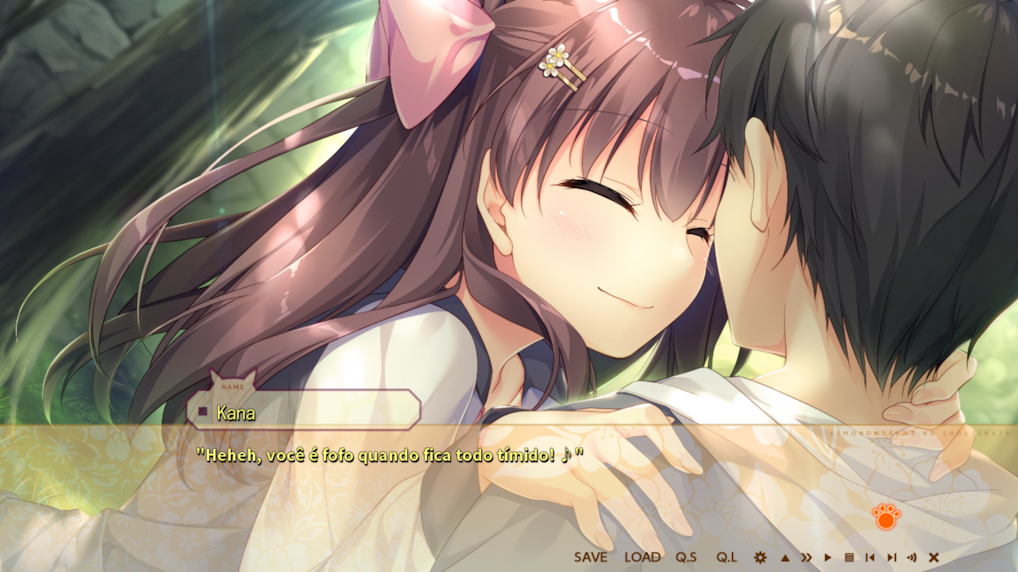 NAME
Kana
"Heheh, você é fofo quando fica todo tímido! ♪"
SAVE LOAD Q.S Q.L